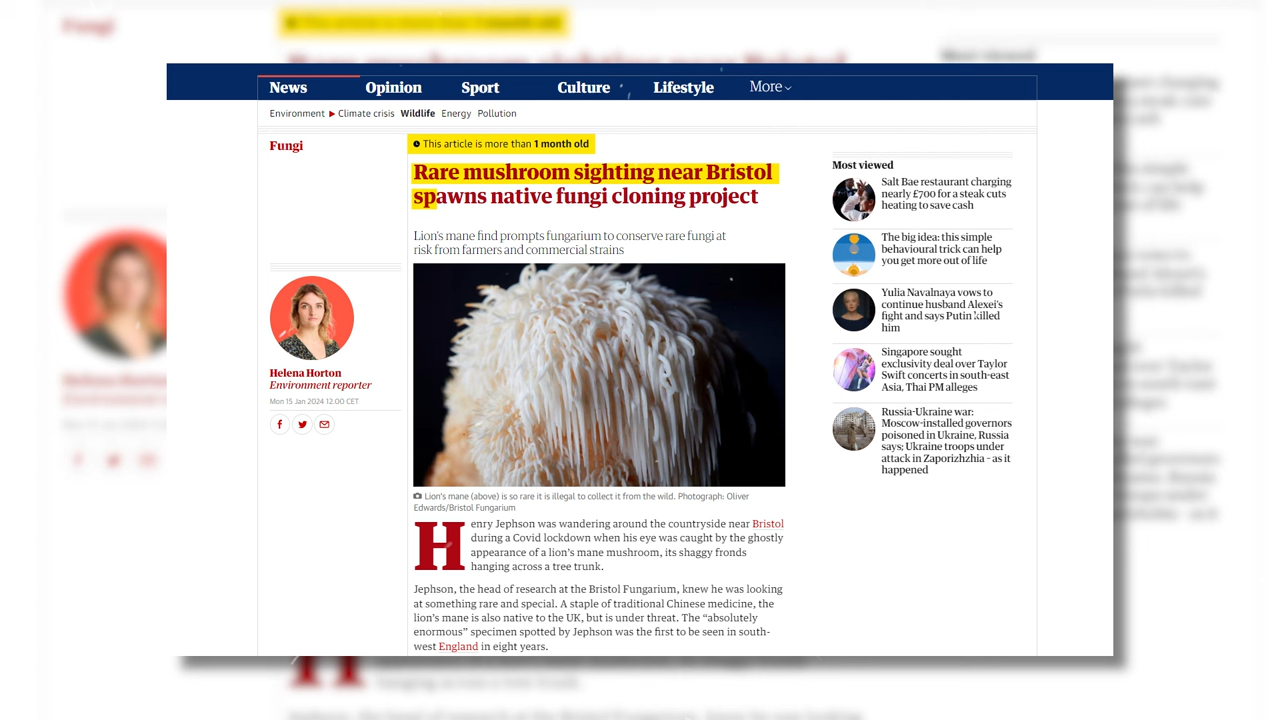 News Opinion Sport Culture Lifestyle More
Environment Climate crisis Wildlife Energy Pollution
Fungi
This article is more than 1 month old
Rare mushroom sighting near Bristol
spawns native fungi cloning project
Lion's mane find prompts fungarium to conserve rare fungi at
risk from farmers and commercial strains
Helena Horton
Environment reporter
Mon 15 Jan 2024 12.00 CET
Lion's mane (above) is so rare it is illegal to collect it from the wild. Photograph: Oliver
Edwards/Bristol Fungarium
Henry Jephson was wandering around the countryside near Bristol
during a Covid lockdown when his eye was caught by the ghostly
appearance of a lion's mane mushroom, its shaggy fronds
hanging across a tree trunk.
Jephson, the head of research at the Bristol Fungarium, knew he was looking
at something rare and special. A staple of traditional Chinese medicine, the
lion's mane is also native to the UK, but is under threat. The “absolutely
enormous” specimen spotted by Jephson was the first to be seen in south-
west England in eight years.
Most viewed
Salt Bae restaurant charging
nearly £700 for a steak cuts
heating to save cash
The big idea: this simple
behavioural trick can help
you get more out of life
Yulia Navalnaya vows to
continue husband Alexei's
fight and says Putin killed
him
Singapore sought
exclusivity deal over Taylor
Swift concerts in south-east
Asia, Thai PM alleges
Russia-Ukraine war:
Moscow-installed governors
poisoned in Ukraine, Russia
says; Ukraine troops under
attack in Zaporizhzhia – as it
happened